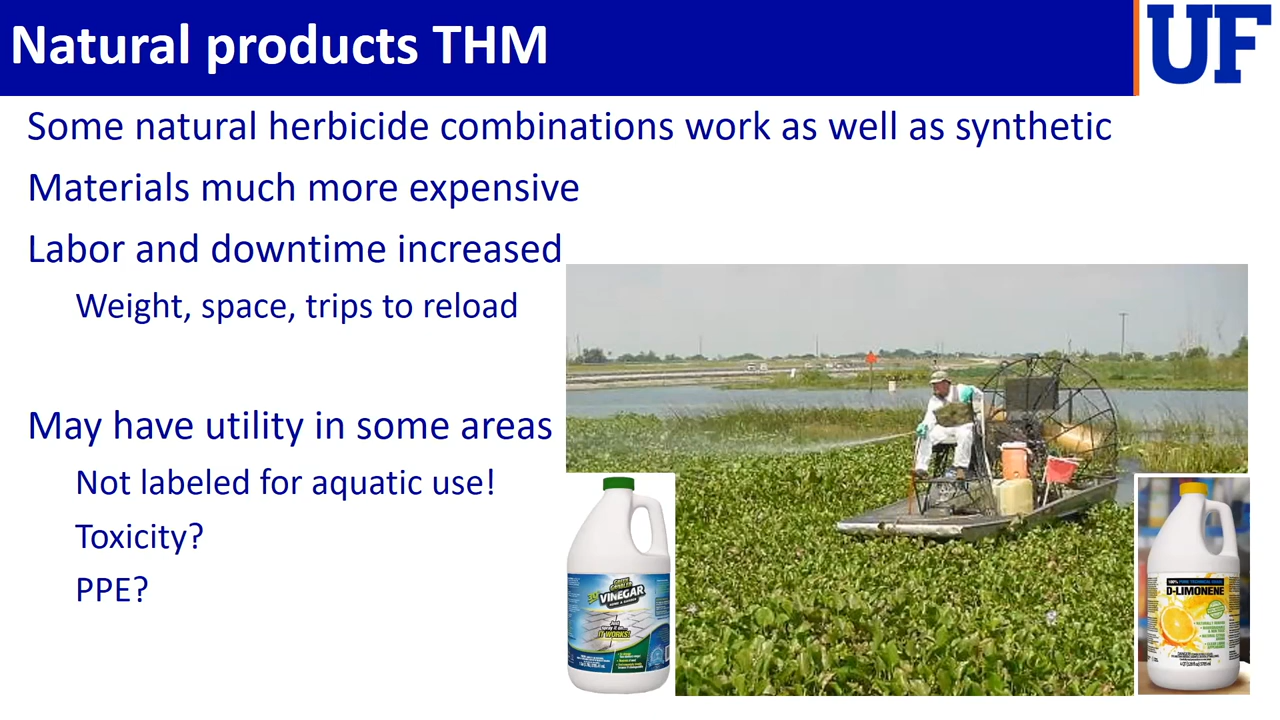 Natural products THM
UF
Some natural herbicide combinations work as well as synthetic
Materials much more expensive
Labor and downtime increased
Weight, space, trips to reload
May have utility in some areas
Not labeled for aquatic use!
Toxicity?
PPE?
VINEGAR
IT WORKS!
D-LIMONENE